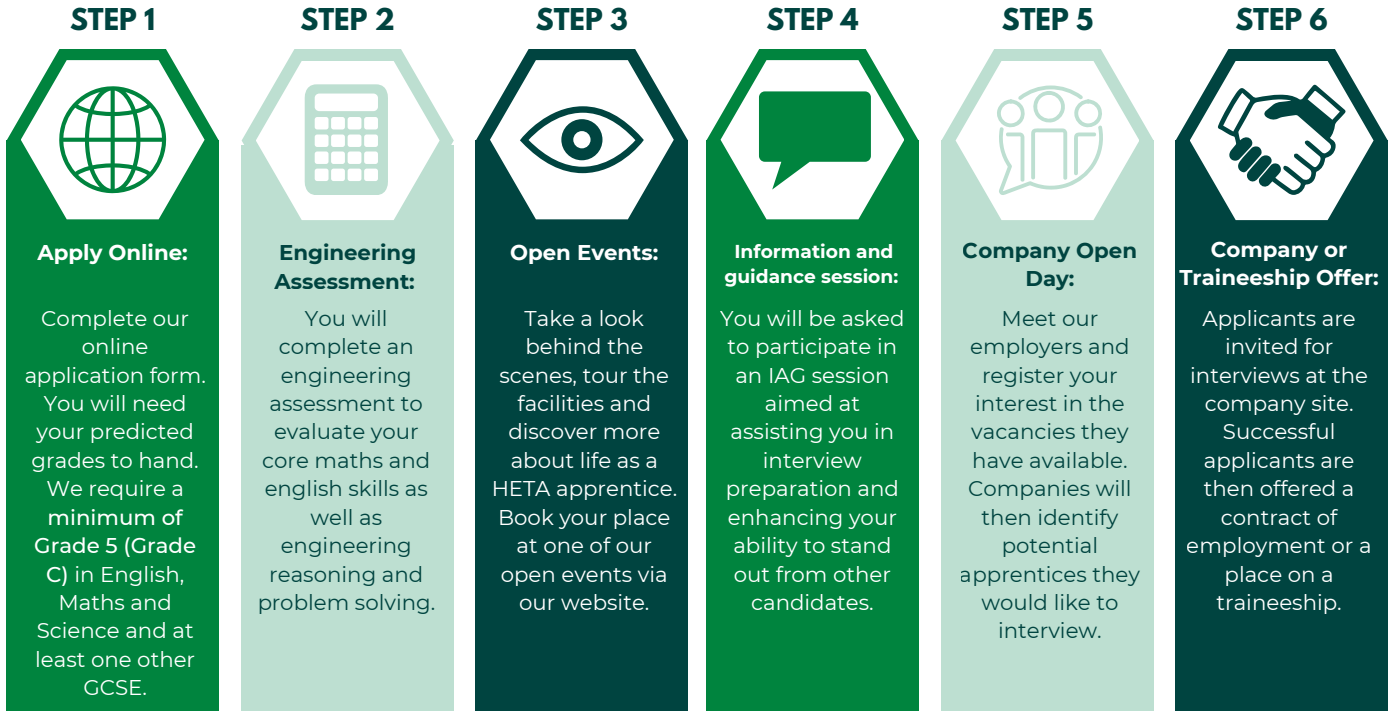 STEP 1
Apply Online:
Complete our
online
application form.
You will need
your predicted
grades to hand.
We require a
minimum of
Grade 5 (Grade
C) in English,
Maths and
Science and at
least one other
GCSE.
STEP 2
Engineering
Assessment:
You will
complete an
engineering
assessment to
evaluate your
core maths and
english skills as
well as
engineering
reasoning and
problem solving.
STEP 3
Open Events:
Take a look
behind the
scenes, tour the
facilities and
discover more
about life as a
HETA apprentice.
Book your place
at one of our
open events via
our website.
STEP 4
Information and
guidance session:
You will be asked
to participate in
an IAG session
aimed at
assisting you in
interview
preparation and
enhancing your
ability to stand
out from other
candidates.
STEP 5
Company Open
Day:
Meet our
employers and
register your
interest in the
vacancies they
have available.
Companies will
then identify
potential
apprentices they
would like to
interview.
STEP 6
Company or
Traineeship Offer:
Applicants are
invited for
interviews at the
company site.
Successful
applicants are
then offered a
contract of
employment or a
place on a
traineeship.